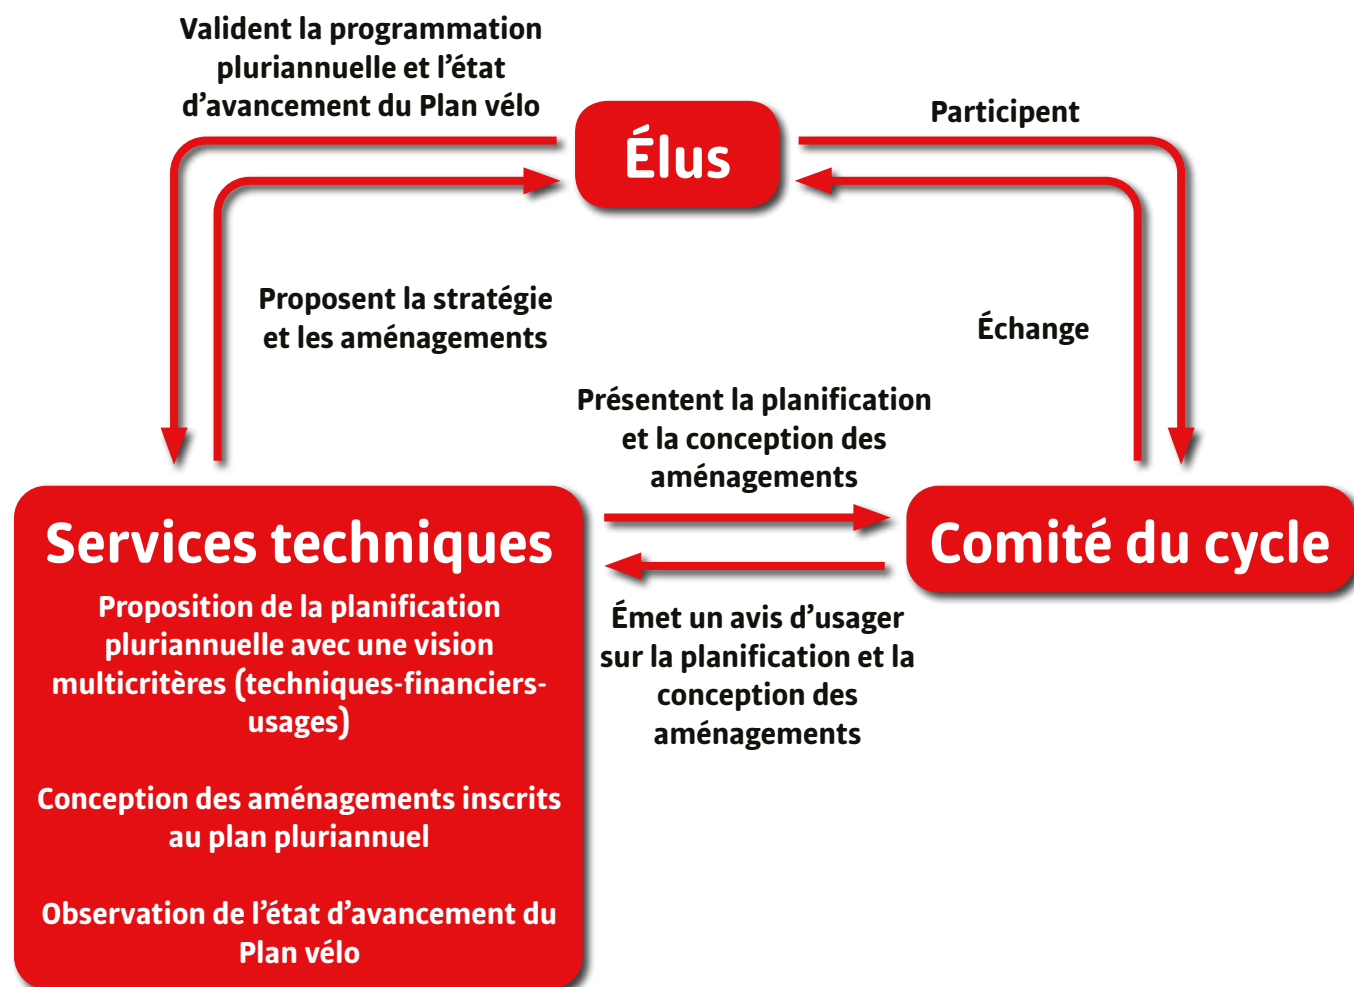 Valident la programmation
pluriannuelle et l’état
d’avancement du Plan vélo
Élus
Participent
Proposent la stratégie
et les aménagements
Échange
Présentent la planification
et la conception des
aménagements
Services techniques
Proposition de la planification
pluriannuelle avec une vision
multicritères (techniques-financiers-
usages)
Conception des aménagements inscrits
au plan pluriannuel
Observation de l’état d’avancement du
Plan vélo
Comité du cycle
Émet un avis d’usager
sur la planification et la
conception des
aménagements